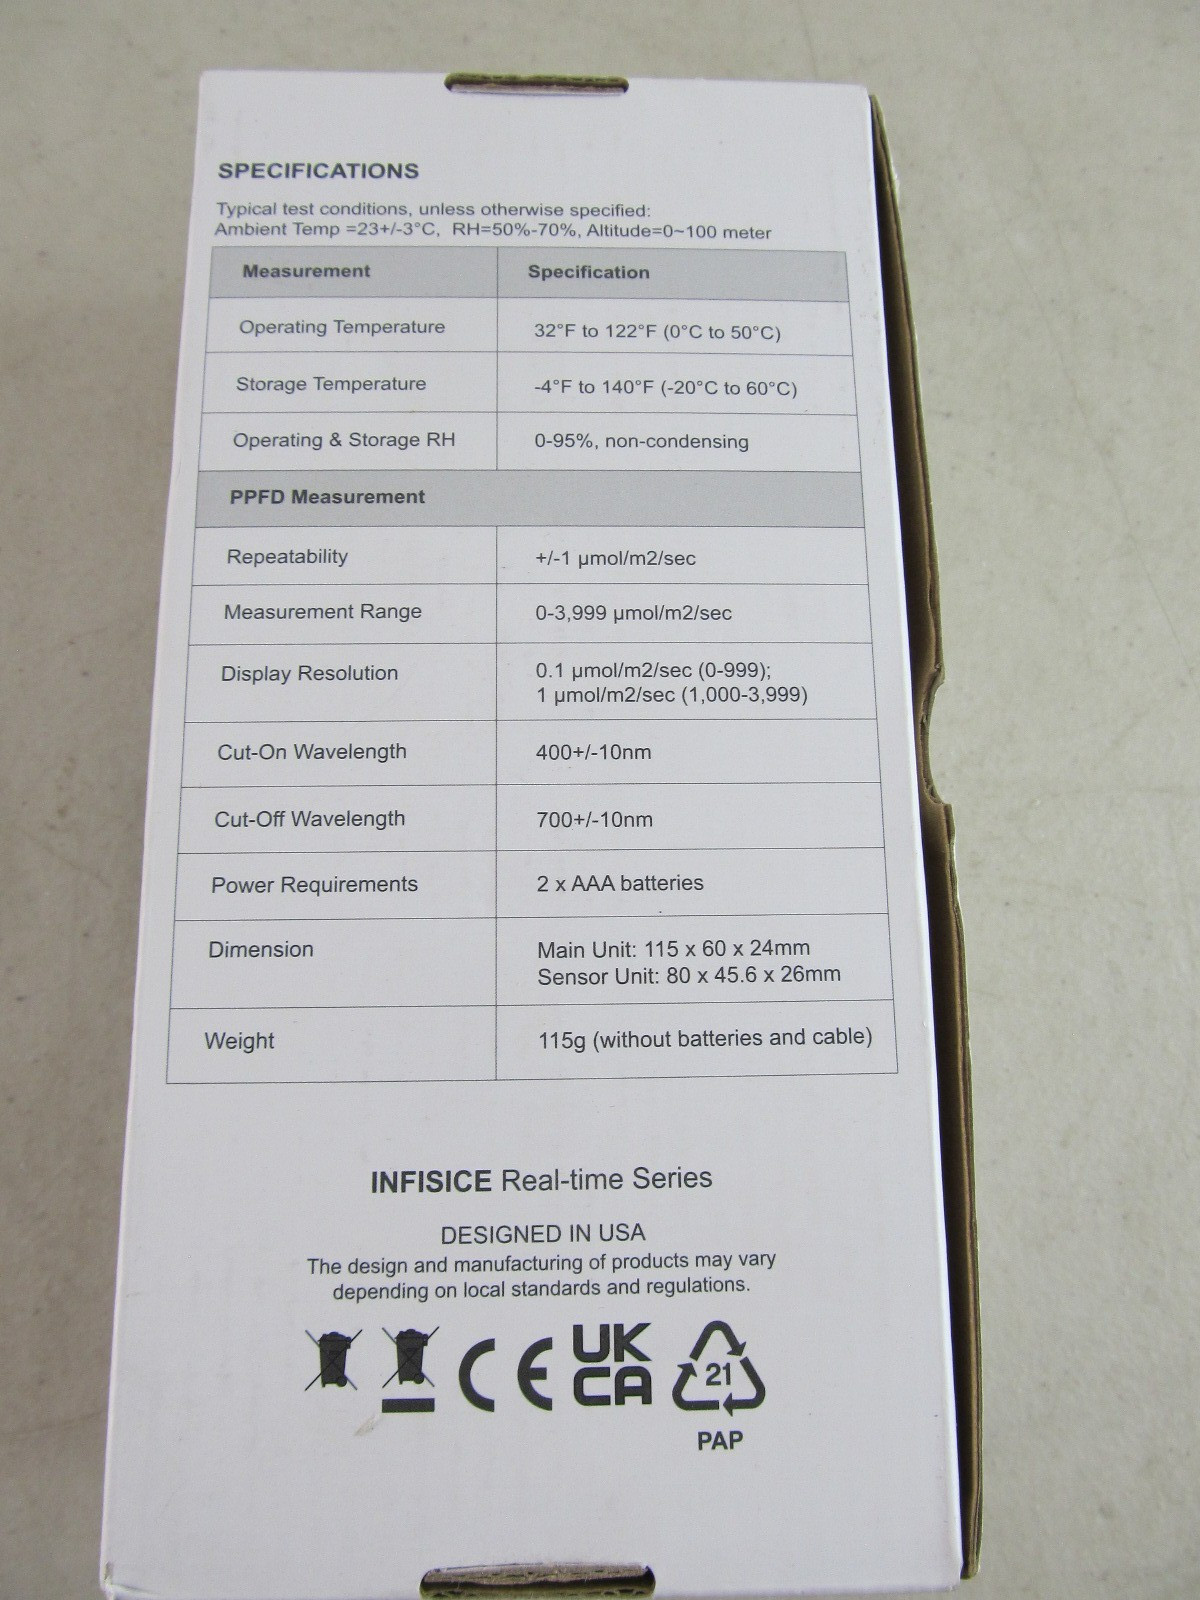 SPECIFICATIONS
Typical test conditions, unless otherwise specified:
Ambient Temp =23+/-3°C, RH=50%-70%, Altitude=0~100 meter
Measurement Specification
Operating Temperature 32°F to 122°F (0°C to 50°C)
Storage Temperature -4°F to 140°F (-20°C to 60°C)
Operating & Storage RH 0-95%, non-condensing
PPFD Measurement
Repeatability +/-1 µmol/m2/sec
Measurement Range 0-3,999 µmol/m2/sec
Display Resolution 0.1 µmol/m2/sec (0-999);
1 µmol/m2/sec (1,000-3,999)
Cut-On Wavelength 400+/-10nm
Cut-Off Wavelength 700+/-10nm
Power Requirements 2 x AAA batteries
Dimension Main Unit: 115 x 60 x 24mm
Sensor Unit: 80 x 45.6 x 26mm
Weight 115g (without batteries and cable)
INFISICE Real-time Series
DESIGNED IN USA
The design and manufacturing of products may vary
depending on local standards and regulations.
CE UK
CA 21
PAP